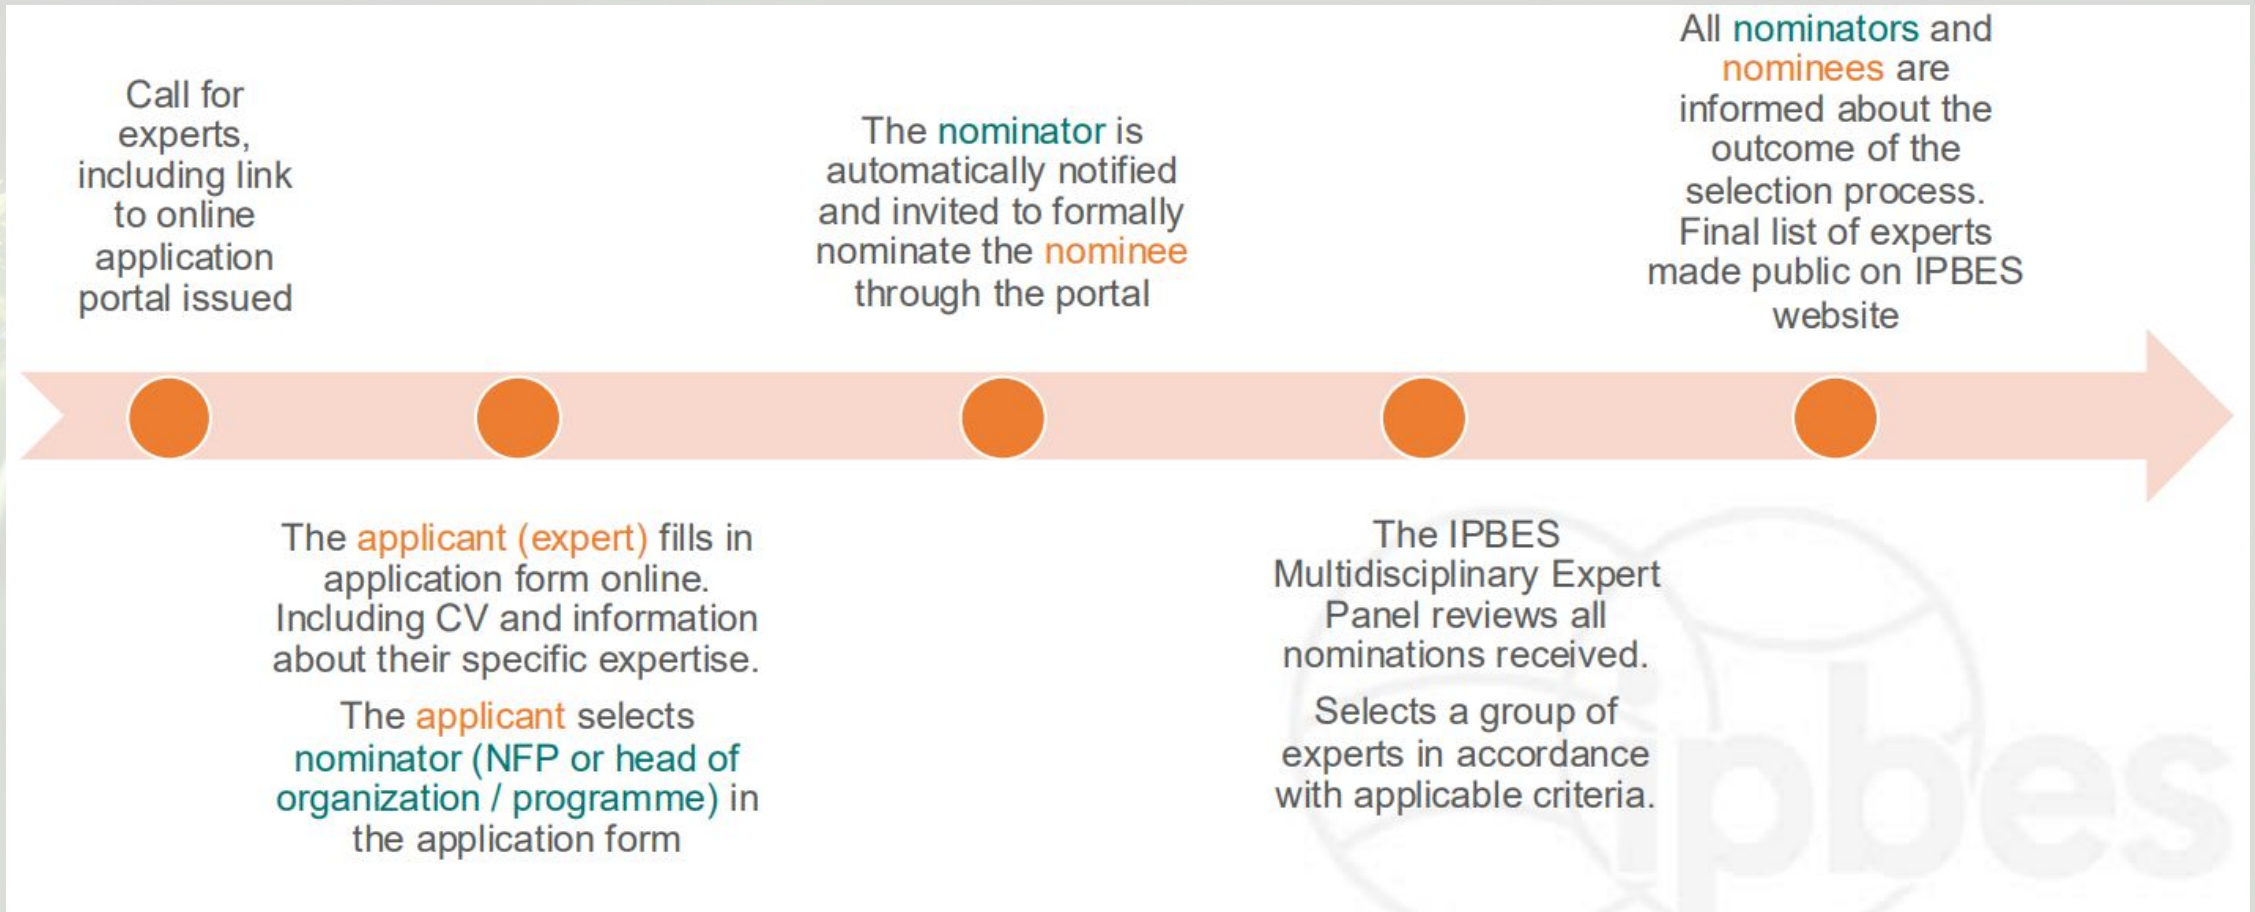 Call for
experts,
including link
to online
application
portal issued
The applicant (expert) fills in
application form online.
Including CV and information
about their specific expertise.
The applicant selects
nominator (NFP or head of
organization / programme) in
the application form
The nominator is
automatically notified
and invited to formally
nominate the nominee
through the portal
The IPBES
Multidisciplinary Expert
Panel reviews all
nominations received.
Selects a group of
experts in accordance
with applicable criteria.
All nominators and
nominees are
informed about the
outcome of the
selection process.
Final list of experts
made public on IPBES
website
ipbes